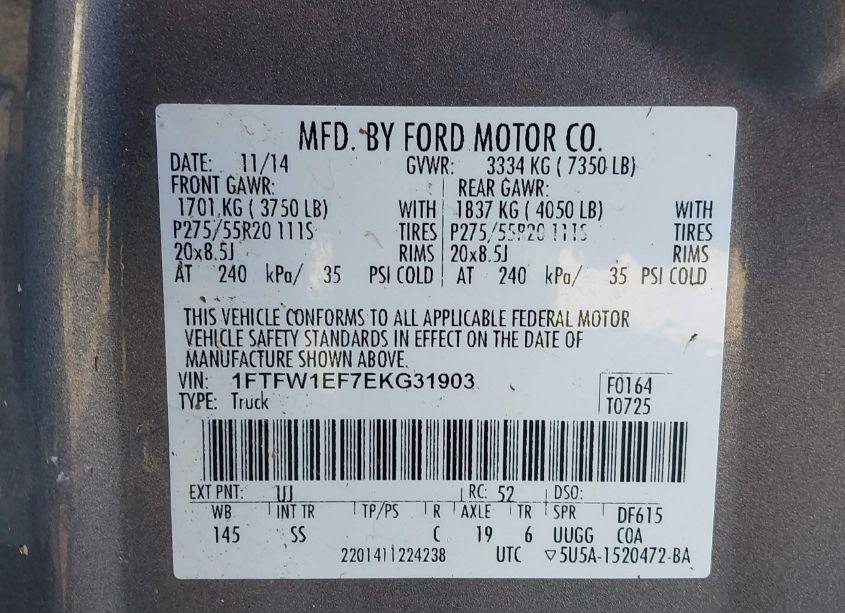 MFD. BY FORD MOTOR CO.
DATE: 11/14 GVWR: 3334 KG ( 7350 LB)
FRONT GAWR: REAR GAWR:
1701 KG ( 3750 LB) WITH 1837 KG ( 4050 LB) WITH
P275/55R20 111S TIRES P275/55R20 111S TIRES
20x8.5J RIMS 20x8.5J RIMS
AT 240 kPa/ 35 PSI COLD AT 240 kPa/ 35 PSI COLD
THIS VEHICLE CONFORMS TO ALL APPLICABLE FEDERAL MOTOR
VEHICLE SAFETY STANDARDS IN EFFECT ON THE DATE OF
MANUFACTURE SHOWN ABOVE.
VIN: 1FTFW1EF7EKG31903 F0164
TYPE: Truck T0725
EXT PNT: UJ RC: 52 DSO:
WB INT TR TP/PS R AXLE TR SPR DF615
145 SS C 19 6 UUGG COA
2201411224238 UTC ▽5U5A-1520472-BA